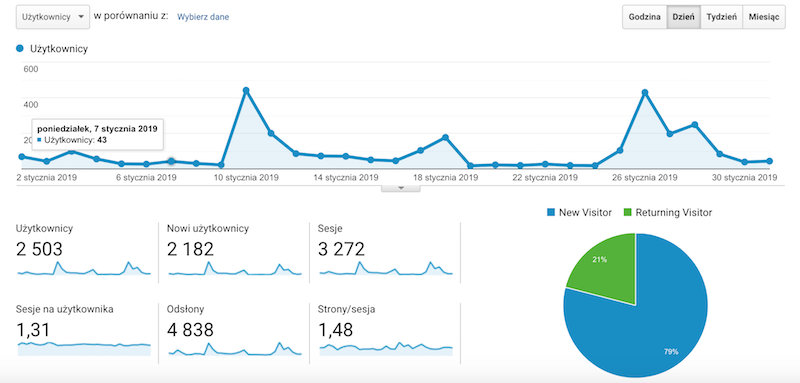 Użytkownicy w porównaniu z: Wybierz dane Godzina Dzień Tydzień Miesiąc
Użytkownicy
600
400
poniedziałek, 7 stycznia 2019
Użytkownicy: 43
2 stycznia 2019 6 stycznia 2019 10 stycznia 2019 14 stycznia 2019 18 stycznia 2019 22 stycznia 2019 26 stycznia 2019 30 stycznia 2019
New Visitor Returning Visitor
Użytkownicy Nowi użytkownicy Sesje
2 503 2 182 3 272
21%
Sesje na użytkownika Odsłony Strony/sesja
1,31 4 838 1,48
79%